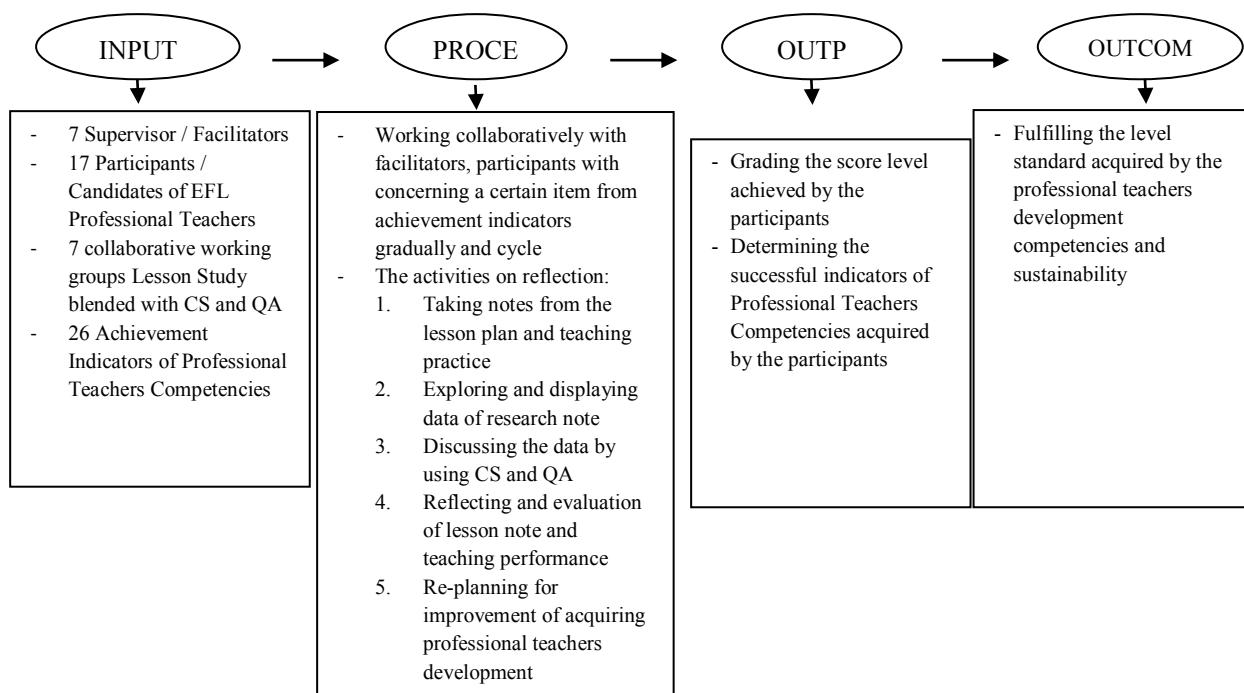 INPUT
PROCE
OUTP
OUTCOM
- 7 Supervisor / Facilitators
- 17 Participants /
Candidates of EFL
Professional Teachers
- 7 collaborative working
groups Lesson Study
blended with CS and QA
- 26 Achievement
Indicators of Professional
Teachers Competencies
- Working collaboratively with
facilitators, participants with
concerning a certain item from
achievement indicators
gradually and cycle
- The activities on reflection:
1. Taking notes from the
lesson plan and teaching
practice
2. Exploring and displaying
data of research note
3. Discussing the data by
using CS and QA
4. Reflecting and evaluation
of lesson note and
teaching performance
5. Re-planning for
improvement of acquiring
professional teachers
development
- Grading the score level
achieved by the
participants
- Determining the
successful indicators of
Professional Teachers
Competencies acquired
by the participants
- Fulfilling the level
standard acquired by the
professional teachers
development
competencies and
sustainability